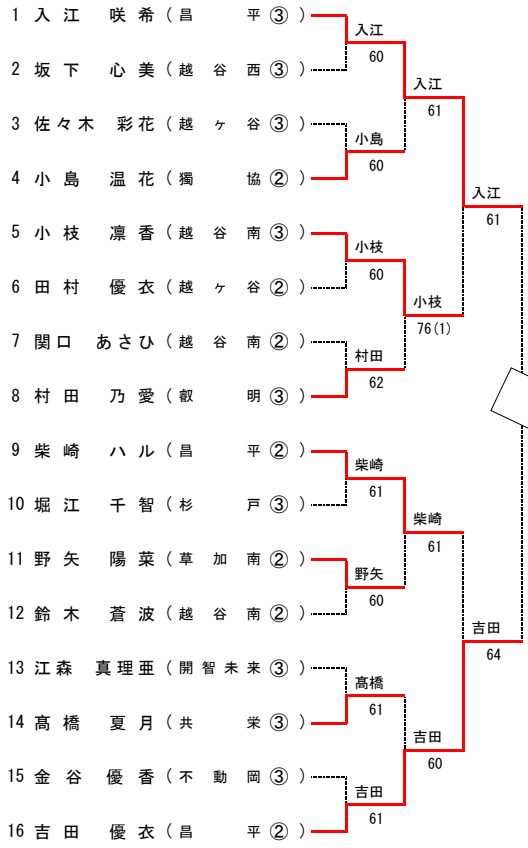 1 入江 咲希 (昌平③)
入江
60
2 坂下 心美 (越谷西③)
入江
61
3 佐々木 彩花 (越ヶ谷③)
小島
60
4 小島 温花 (獨協②)
入江
61
5 小枝 凛香 (越谷南③)
小枝
60
6 田村 優衣 (越ヶ谷②)
小枝
76(1)
7 関口 あさひ (越谷南②)
村田
62
8 村田 乃愛 (叡明③)
9 柴崎 ハル (昌平②)
柴崎
61
10 堀江 千智 (杉戸③)
柴崎
61
11 野矢 陽菜 (草加南②)
野矢
60
12 鈴木 蒼波 (越谷南②)
吉田
64
13 江森 真理亜 (開智未来③)
髙橋
61
14 髙橋 夏月 (共栄③)
吉田
60
15 金谷 優香 (不動岡③)
吉田
61
16 吉田 優衣 (昌平②)